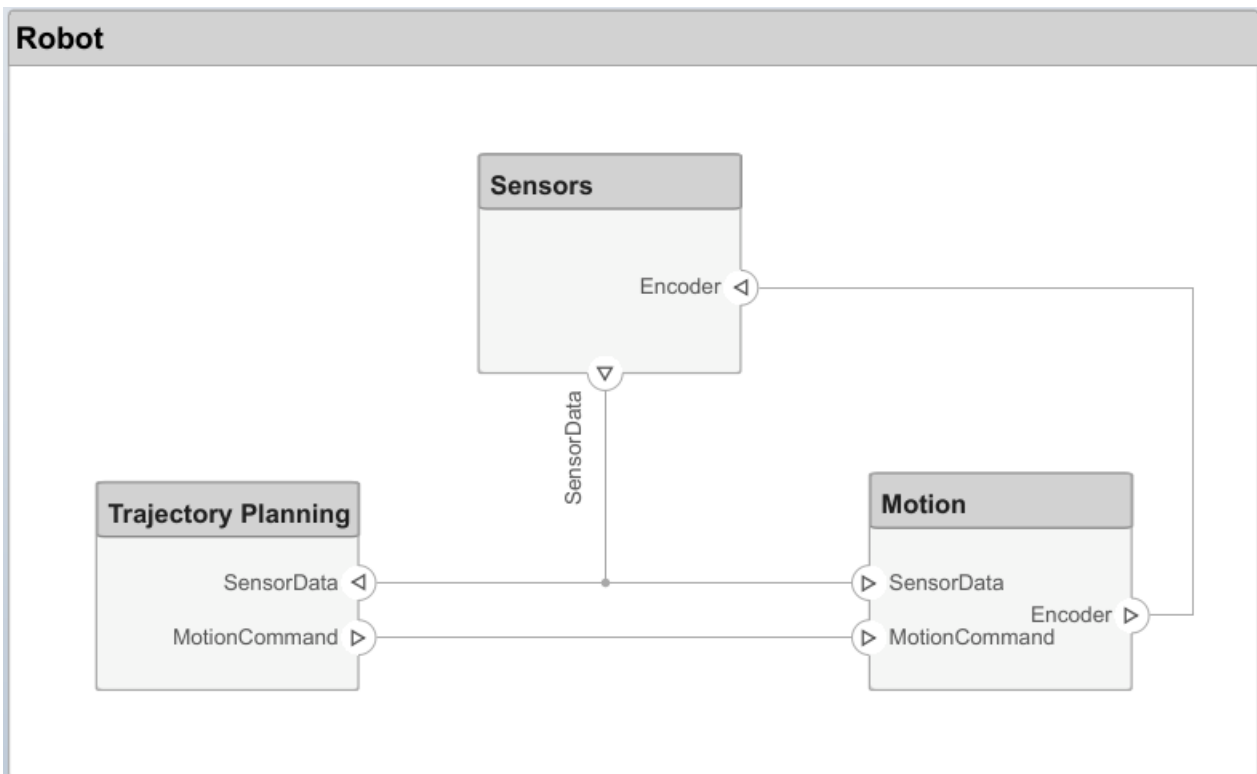 Robot
Sensors
Encoder
SensorData
Trajectory Planning
SensorData
MotionCommand
Motion
SensorData
Encoder
MotionCommand